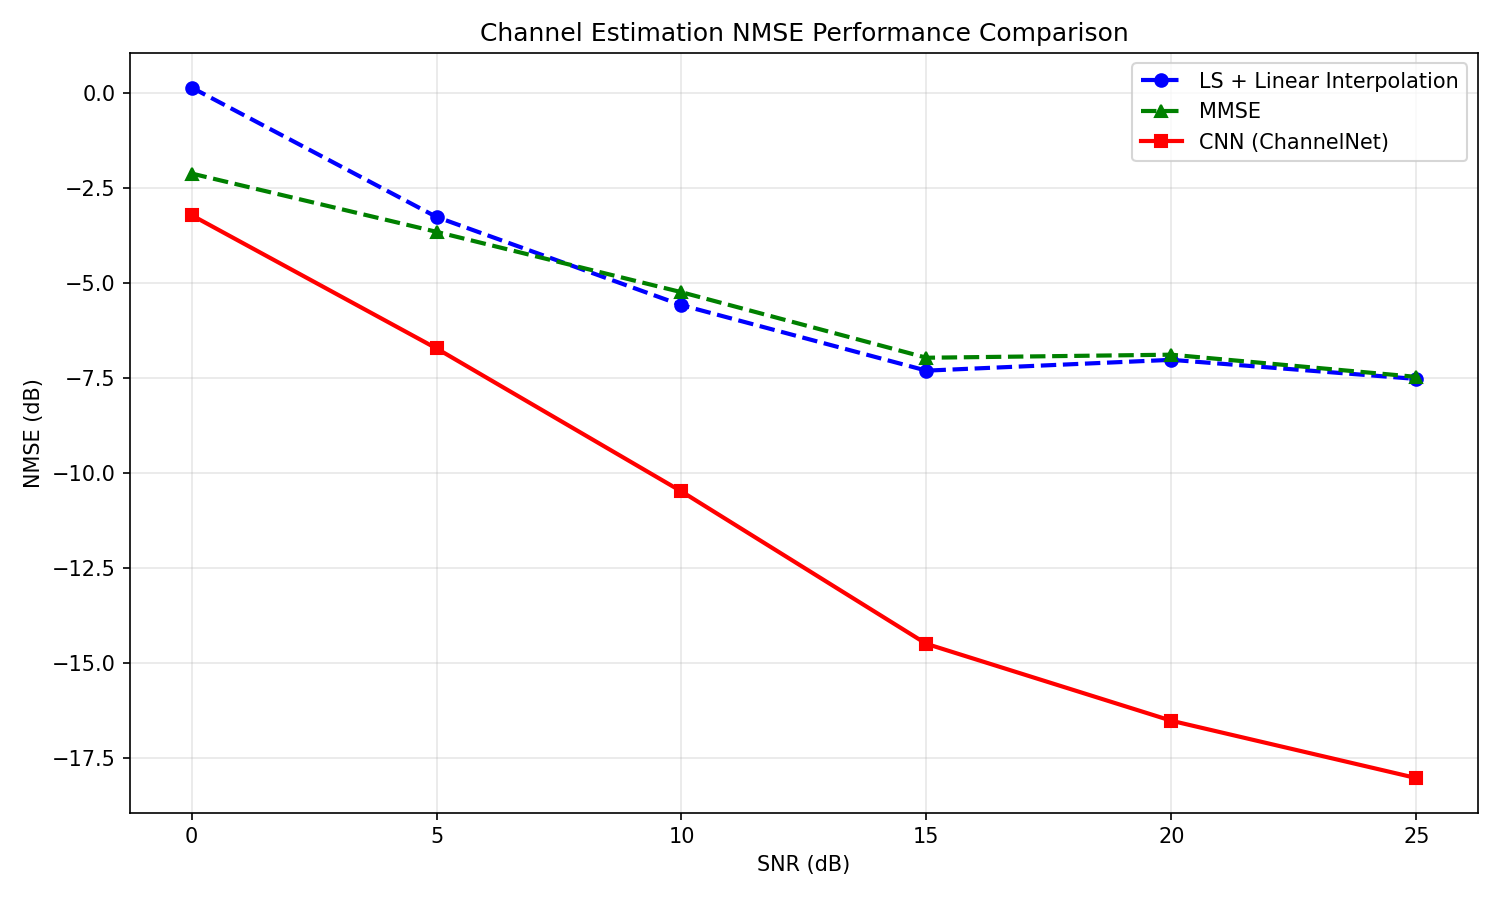 Channel Estimation NMSE Performance Comparison
LS + Linear Interpolation
MMSE
CNN (ChannelNet)
NMSE (dB)
0.0
−2.5
−5.0
−7.5
−10.0
−12.5
−15.0
−17.5
0 5 10 15 20 25
SNR (dB)